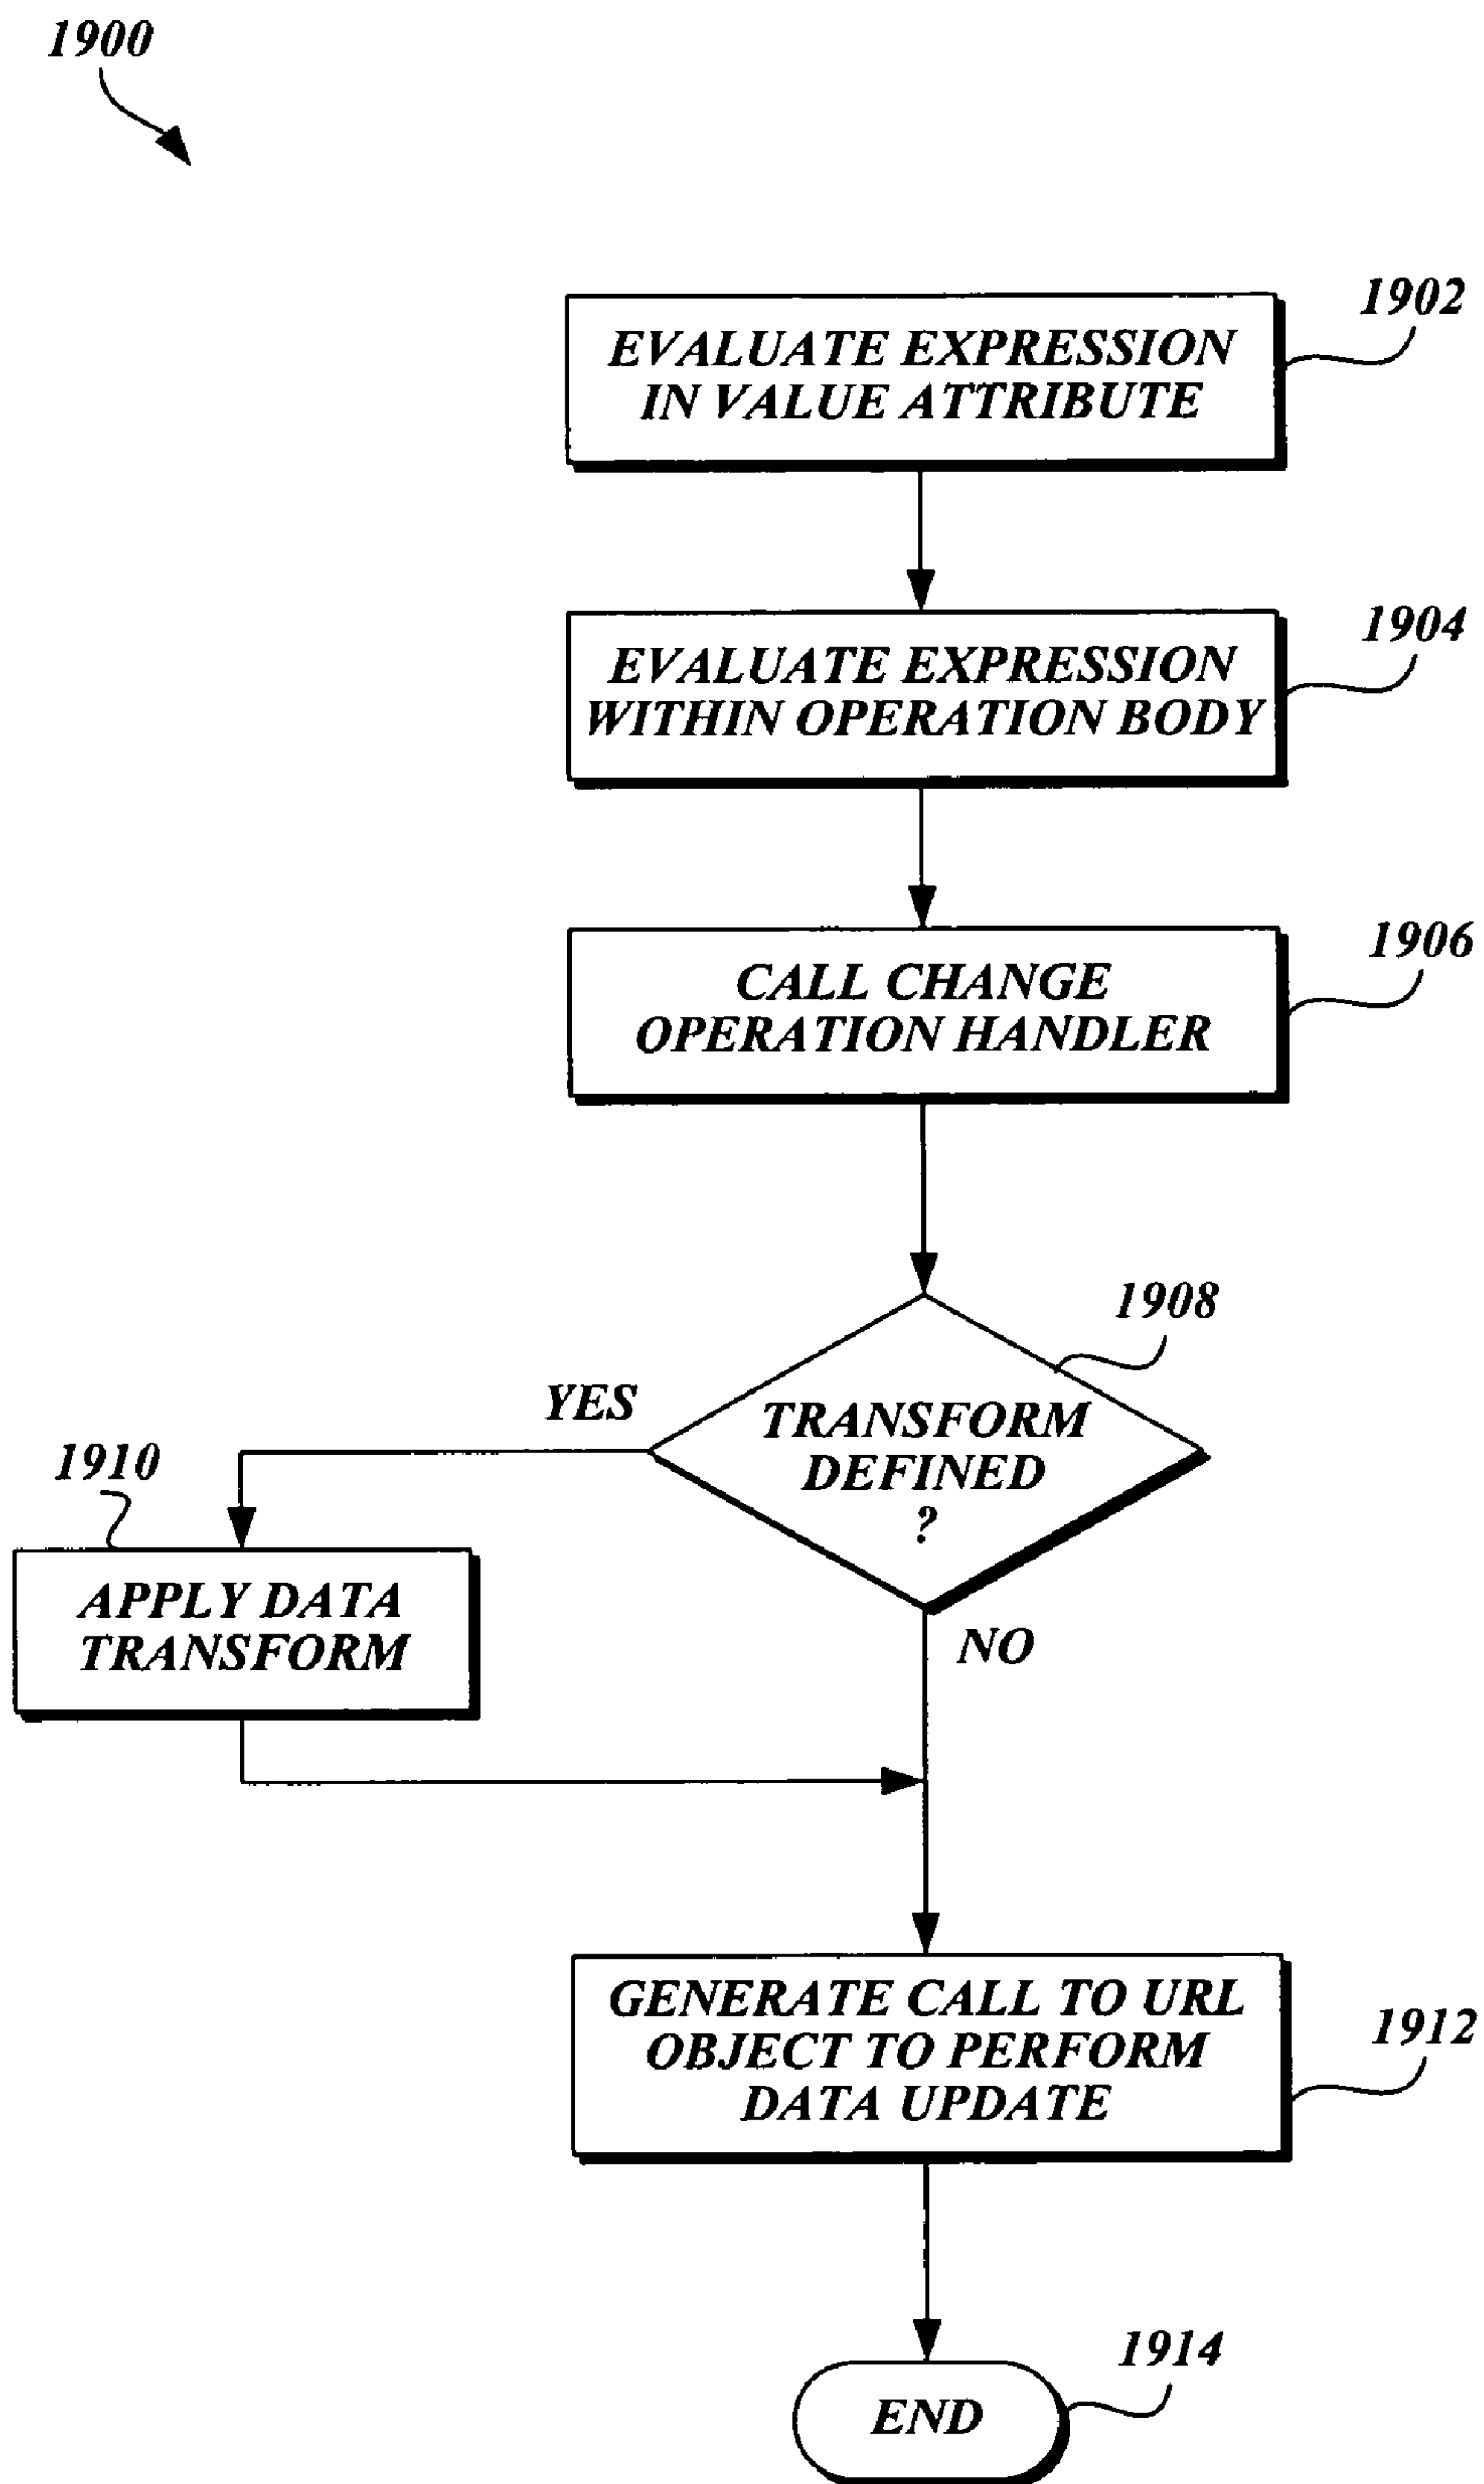 1900
1902
EVALUATE EXPRESSION
IN VALUE ATTRIBUTE
1904
EVALUATE EXPRESSION
WITHIN OPERATION BODY
1906
CALL CHANGE
OPERATION HANDLER
1908
TRANSFORM
DEFINED
?
YES
1910
APPLY DATA
TRANSFORM
NO
GENERATE CALL TO URL
OBJECT TO PERFORM
DATA UPDATE
1912
1914
END